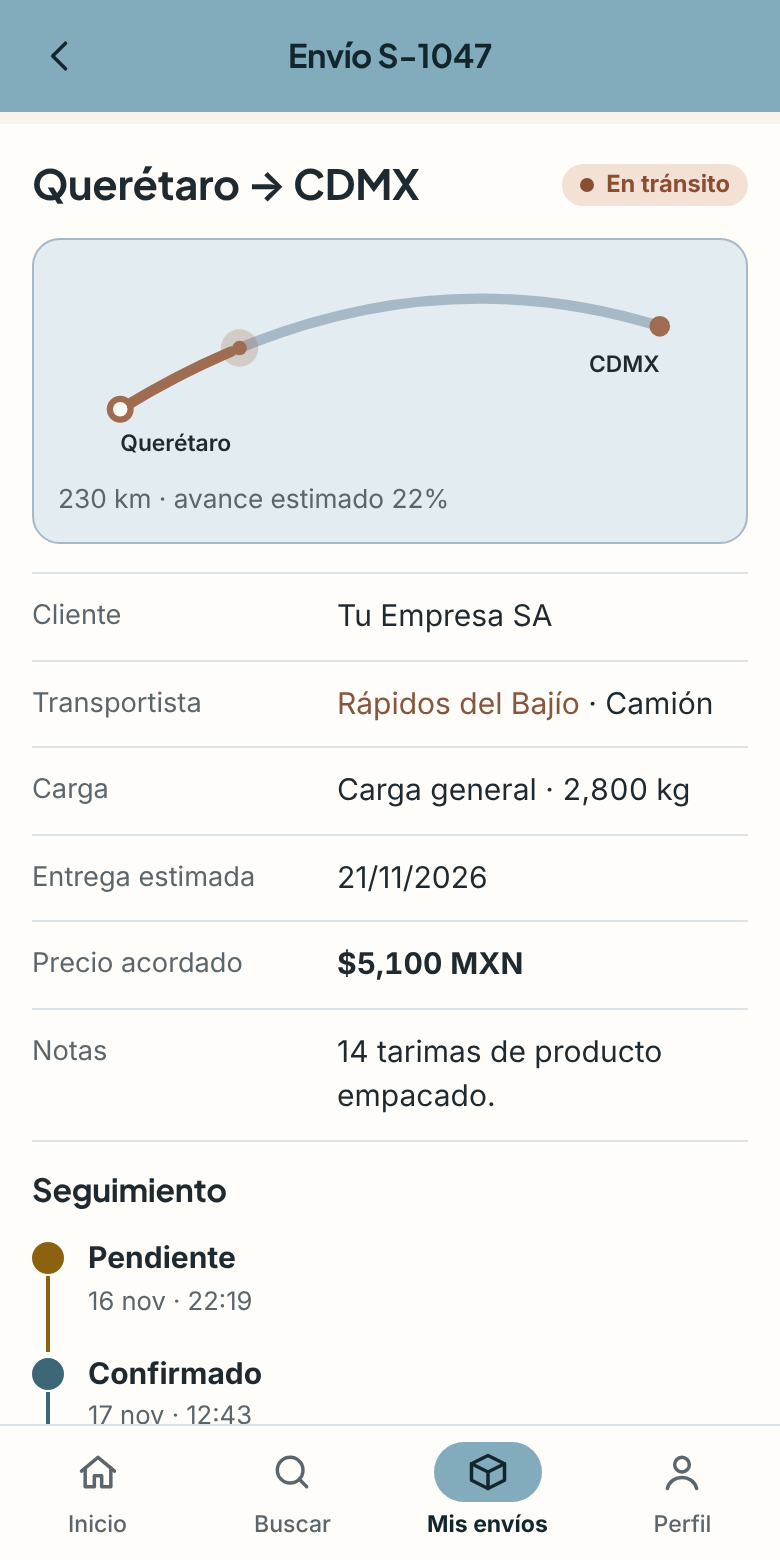 Envío S-1047
Querétaro → CDMX
En tránsito
CDMX
Querétaro
230 km · avance estimado 22%
Cliente
Tu Empresa SA
Transportista
Rápidos del Bajío · Camión
Carga
Carga general · 2,800 kg
Entrega estimada
21/11/2026
Precio acordado
$5,100 MXN
Notas
14 tarimas de producto
empacado.
Seguimiento
Pendiente
16 nov · 22:19
Confirmado
17 nov · 12:43
Inicio
Buscar
Mis envíos
Perfil